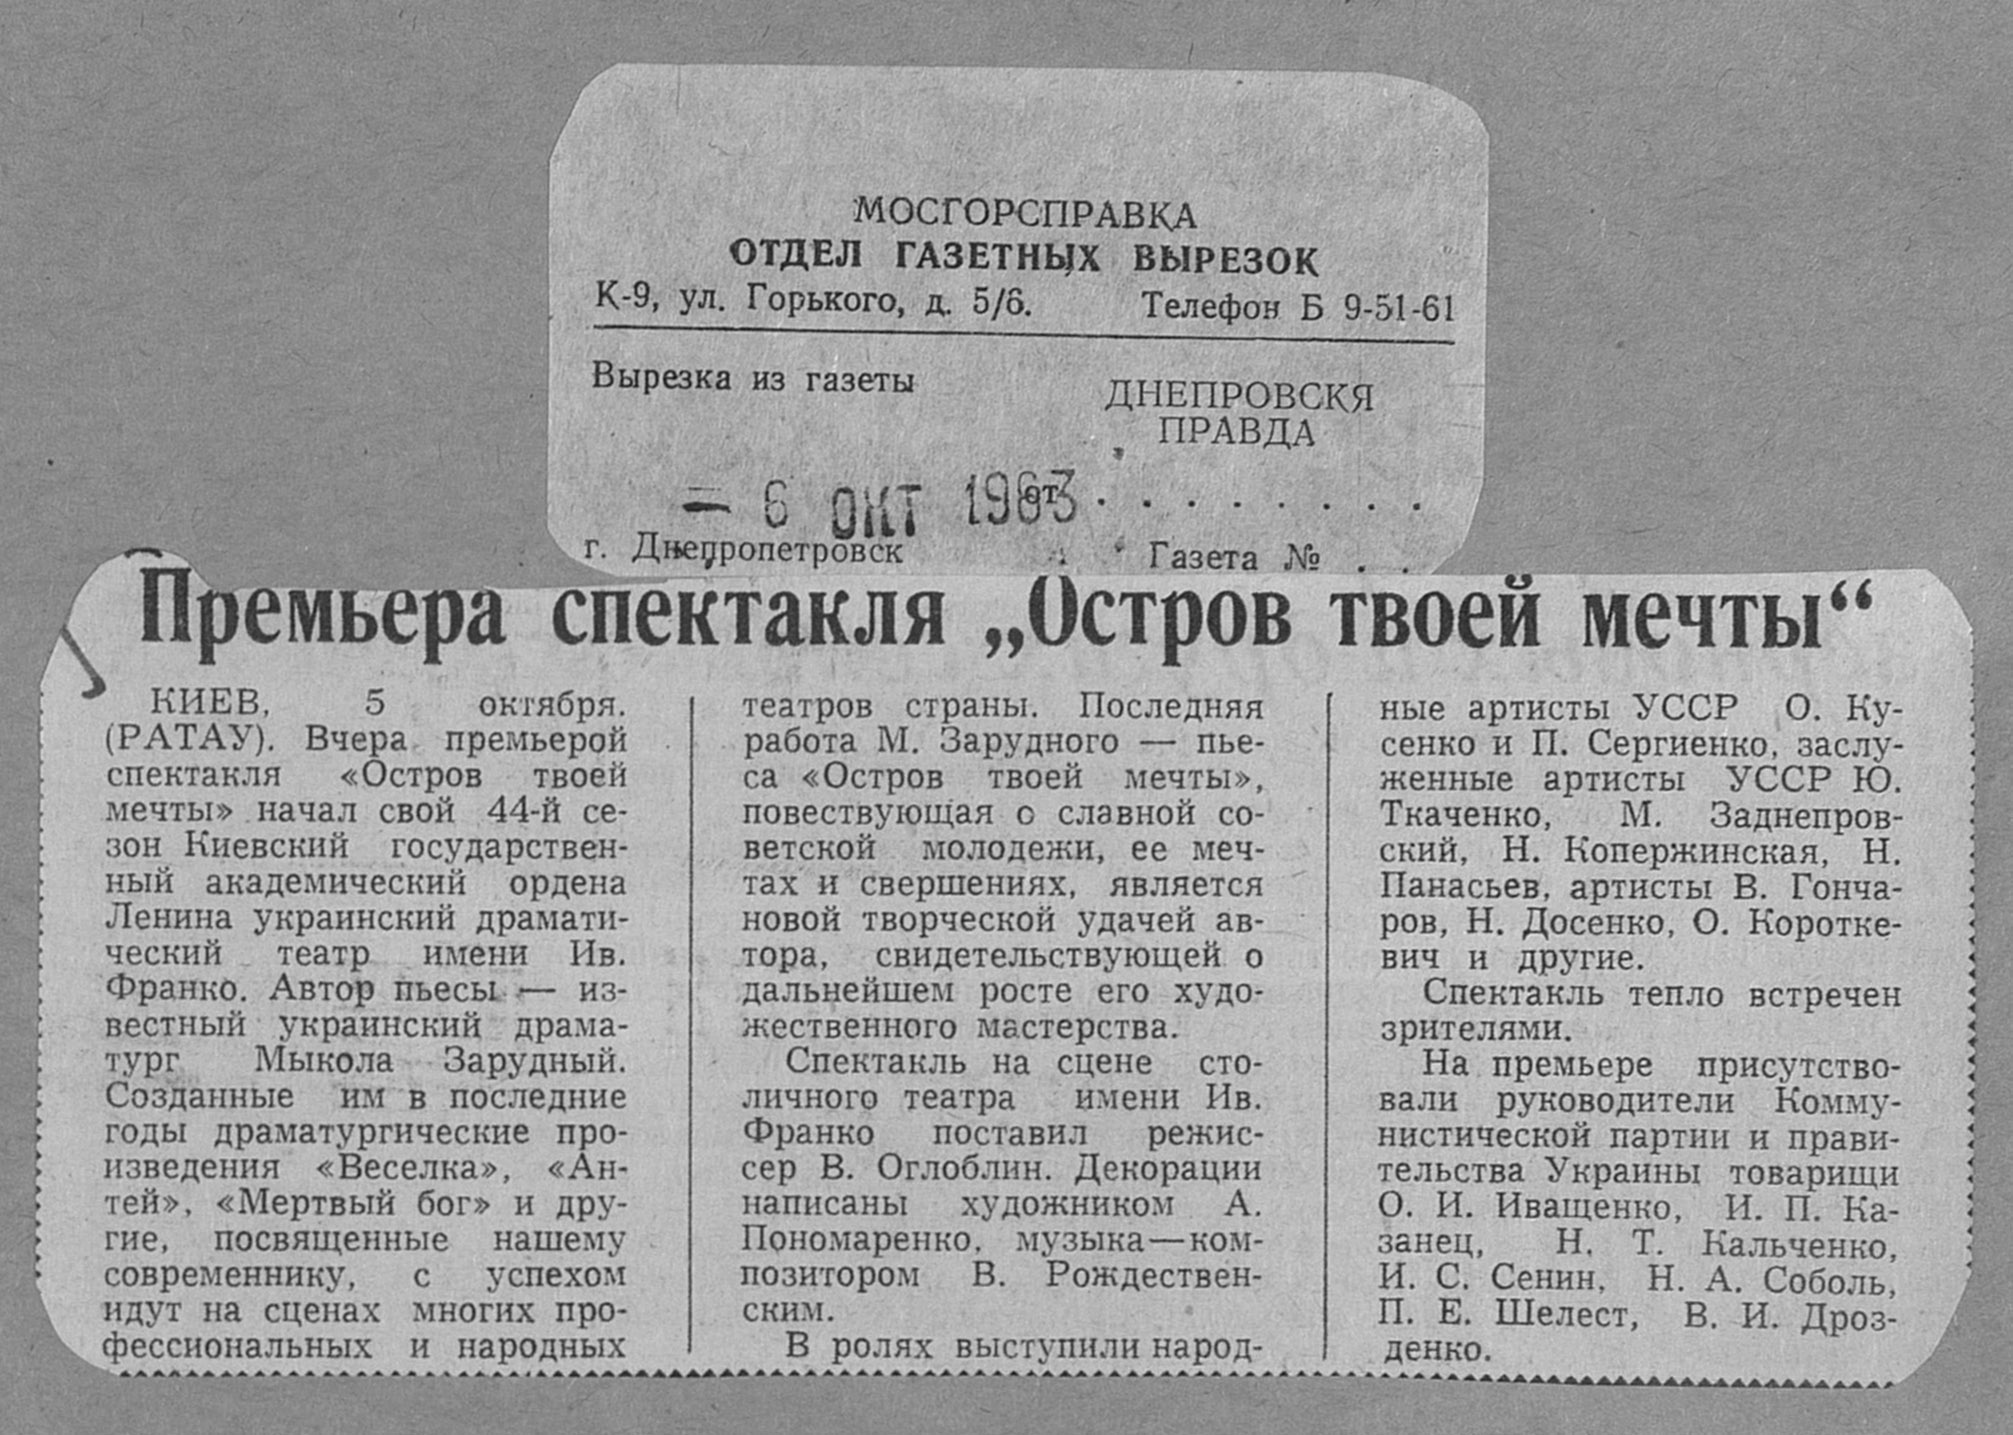 МОСГОРСПРАВКА
ОТДЕЛ ГАЗЕТНЫХ ВЫРЕЗОК
К-9, ул. Горького, д. 5/6. Телефон Б 9-51-61
Вырезка из газеты
ДНЕПРОВСКЯ
ПРАВДА
– 6 ОКТ 1963 от . . . . . . . .
г. Днепропетровск Газета № . .
Премьера спектакля „Остров твоей мечты“
КИЕВ, 5 октября.
(РАТАУ). Вчера премьерой
спектакля «Остров твоей
мечты» начал свой 44-й се-
зон Киевский государствен-
ный академический ордена
Ленина украинский драмати-
ческий театр имени Ив.
Франко. Автор пьесы — из-
вестный украинский драма-
тург Мыкола Зарудный.
Созданные им в последние
годы драматургические про-
изведения «Веселка», «Ан-
тей», «Мертвый бог» и дру-
гие, посвященные нашему
современнику, с успехом
идут на сценах многих про-
фессиональных и народных
театров страны. Последняя
работа М. Зарудного — пье-
са «Остров твоей мечты»,
повествующая о славной со-
ветской молодежи, ее меч-
тах и свершениях, является
новой творческой удачей ав-
тора, свидетельствующей о
дальнейшем росте его худо-
жественного мастерства.
Спектакль на сцене сто-
личного театра имени Ив.
Франко поставил режис-
сер В. Оглоблин. Декорации
написаны художником А.
Пономаренко, музыка—ком-
позитором В. Рождествен-
ским.
В ролях выступили народ-
ные артисты УССР О. Ку-
сенко и П. Сергиенко, заслу-
женные артисты УССР Ю.
Ткаченко, М. Заднепров-
ский, Н. Копержинская, Н.
Панасьев, артисты В. Гонча-
ров, Н. Досенко, О. Коротке-
вич и другие.
Спектакль тепло встречен
зрителями.
На премьере присутство-
вали руководители Комму-
нистической партии и прави-
тельства Украины товарищи
О. И. Иващенко, И. П. Ка-
занец, Н. Т. Кальченко,
И. С. Сенин, Н. А. Соболь,
П. Е. Шелест, В. И. Дроз-
денко.